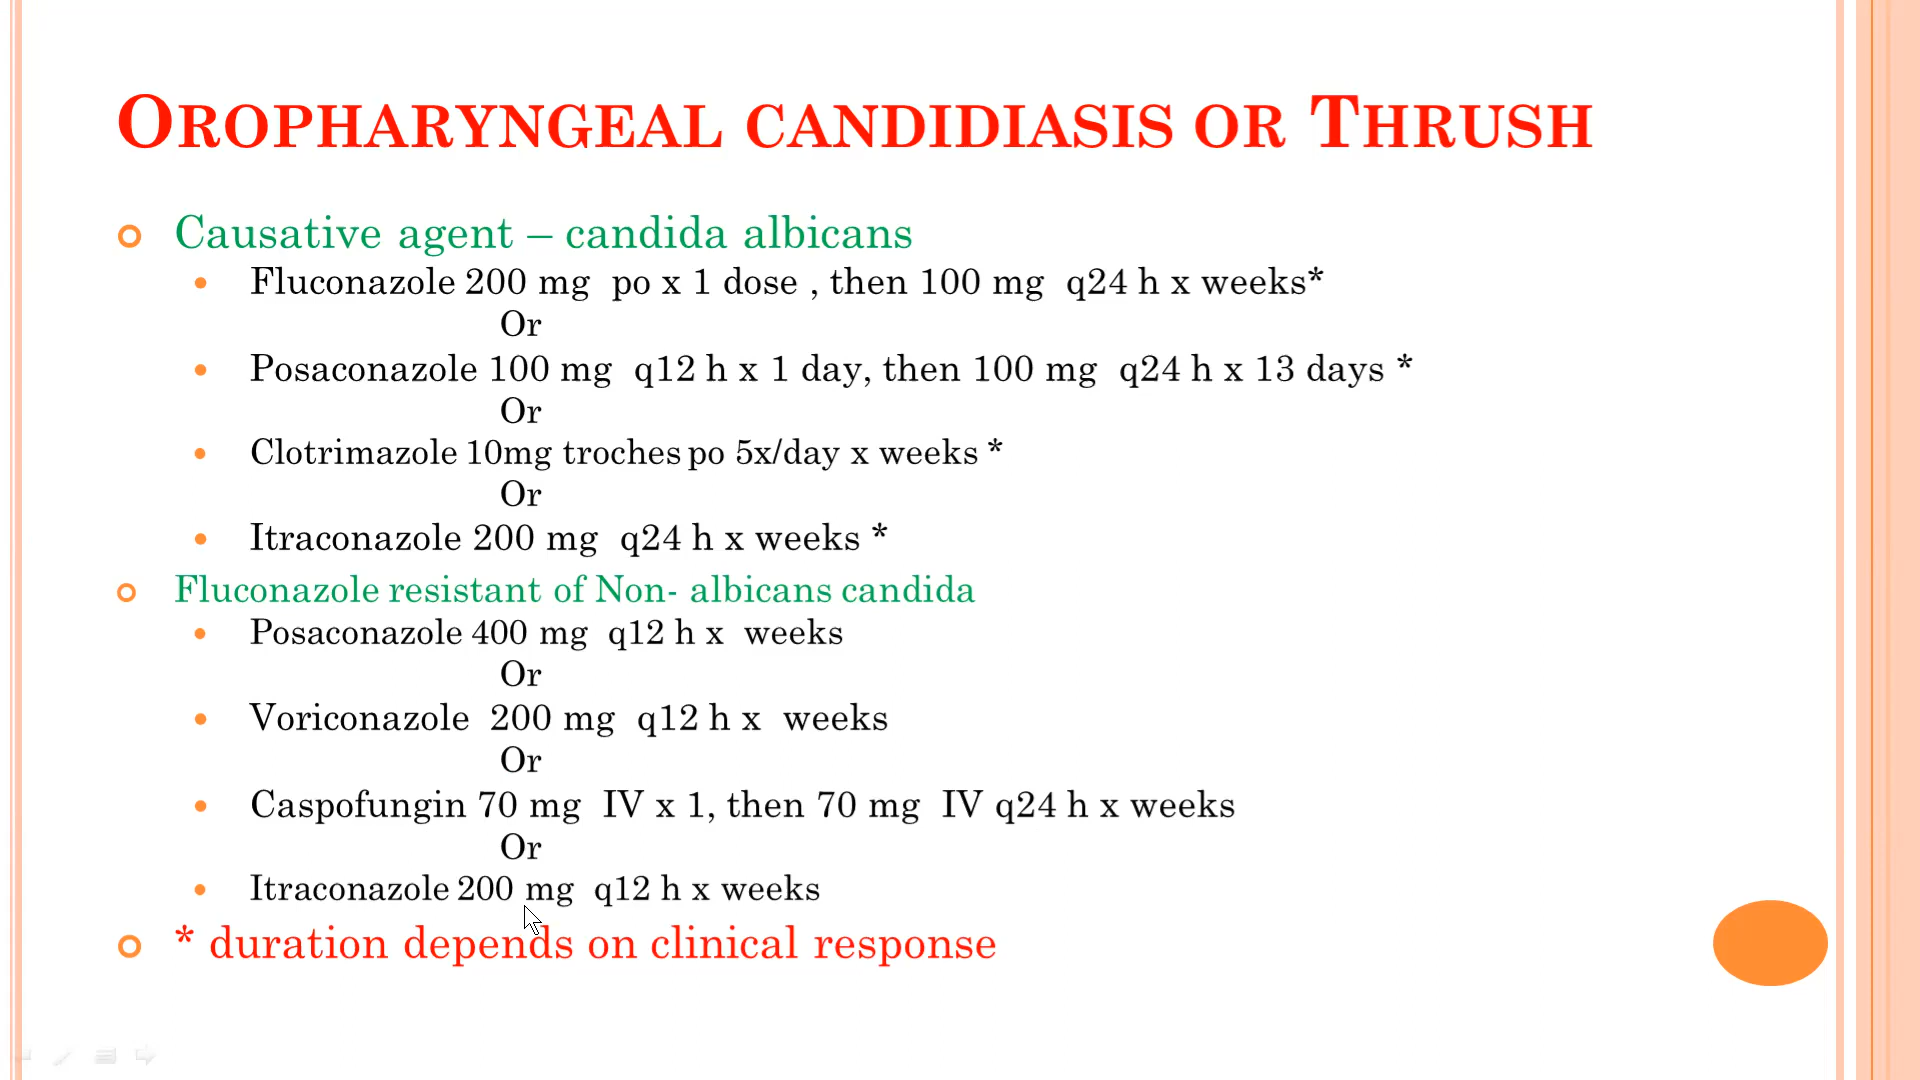 Oropharyngeal candidiasis or Thrush
Causative agent – candida albicans
Fluconazole 200 mg po x 1 dose , then 100 mg q24 h x weeks*
Or
Posaconazole 100 mg q12 h x 1 day, then 100 mg q24 h x 13 days *
Or
Clotrimazole 10mg troches po 5x/day x weeks *
Or
Itraconazole 200 mg q24 h x weeks *
Fluconazole resistant of Non- albicans candida
Posaconazole 400 mg q12 h x weeks
Or
Voriconazole 200 mg q12 h x weeks
Or
Caspofungin 70 mg IV x 1, then 70 mg IV q24 h x weeks
Or
Itraconazole 200 mg q12 h x weeks
* duration depends on clinical response